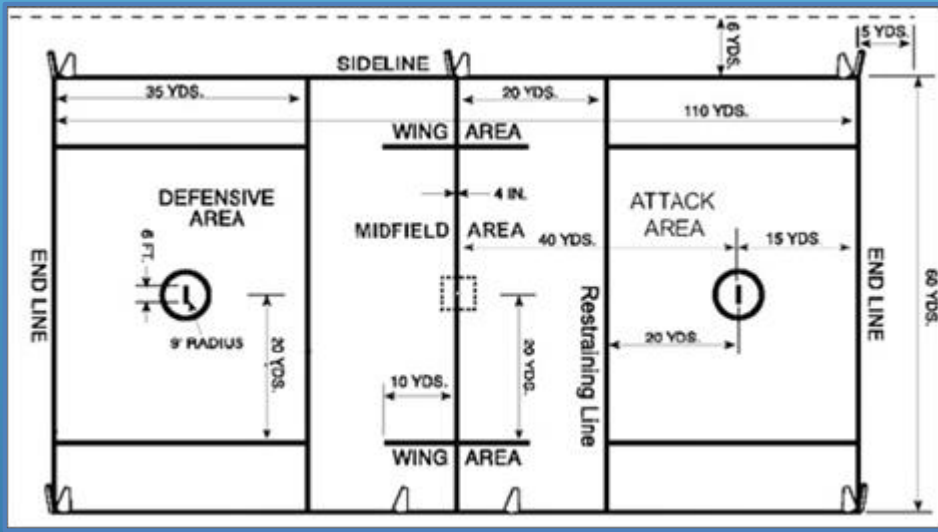 5 YDS.
6 YDS.
SIDELINE
35 YDS.
20 YDS.
110 YDS.
WING AREA
4 IN.
DEFENSIVE
AREA
ATTACK
AREA
MIDFIELD AREA
40 YDS.
15 YDS
6 FT.
END LINE
END LINE
60 YDS.
9' RADIUS
20 YDS.
20 YDS.
Restraining Line
20 YDS.
10 YDS.
WING AREA